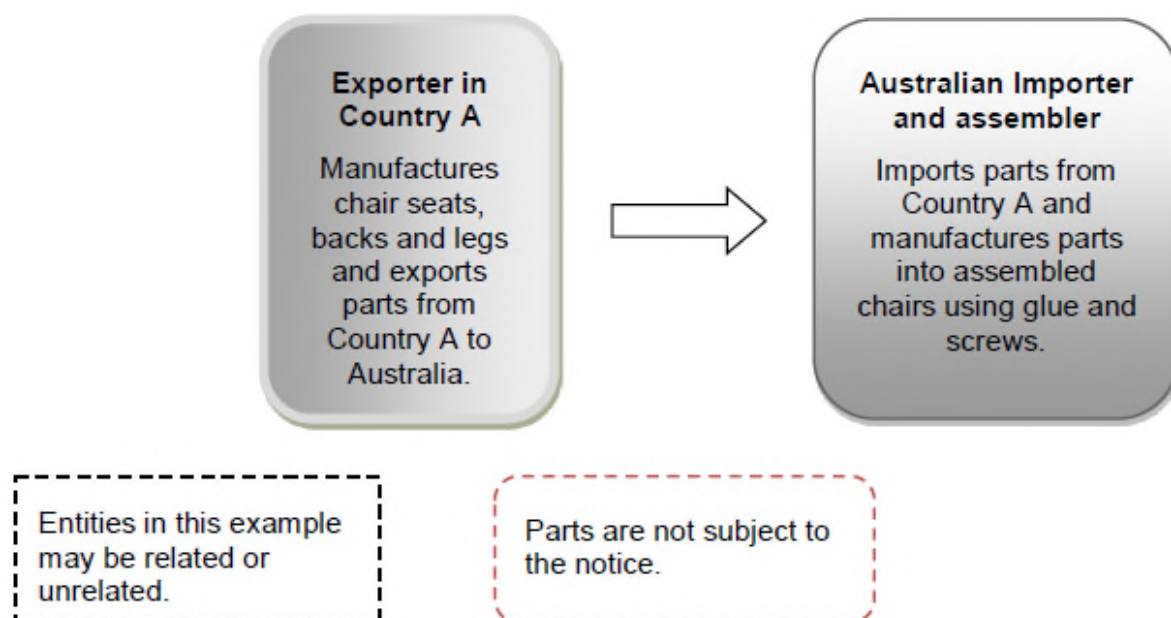 Exporter in
Country A
Manufactures
chair seats,
backs and legs
and exports
parts from
Country A to
Australia.
Australian Importer
and assembler
Imports parts from
Country A and
manufactures parts
into assembled
chairs using glue and
screws.
Entities in this example
may be related or
unrelated.
Parts are not subject to
the notice.